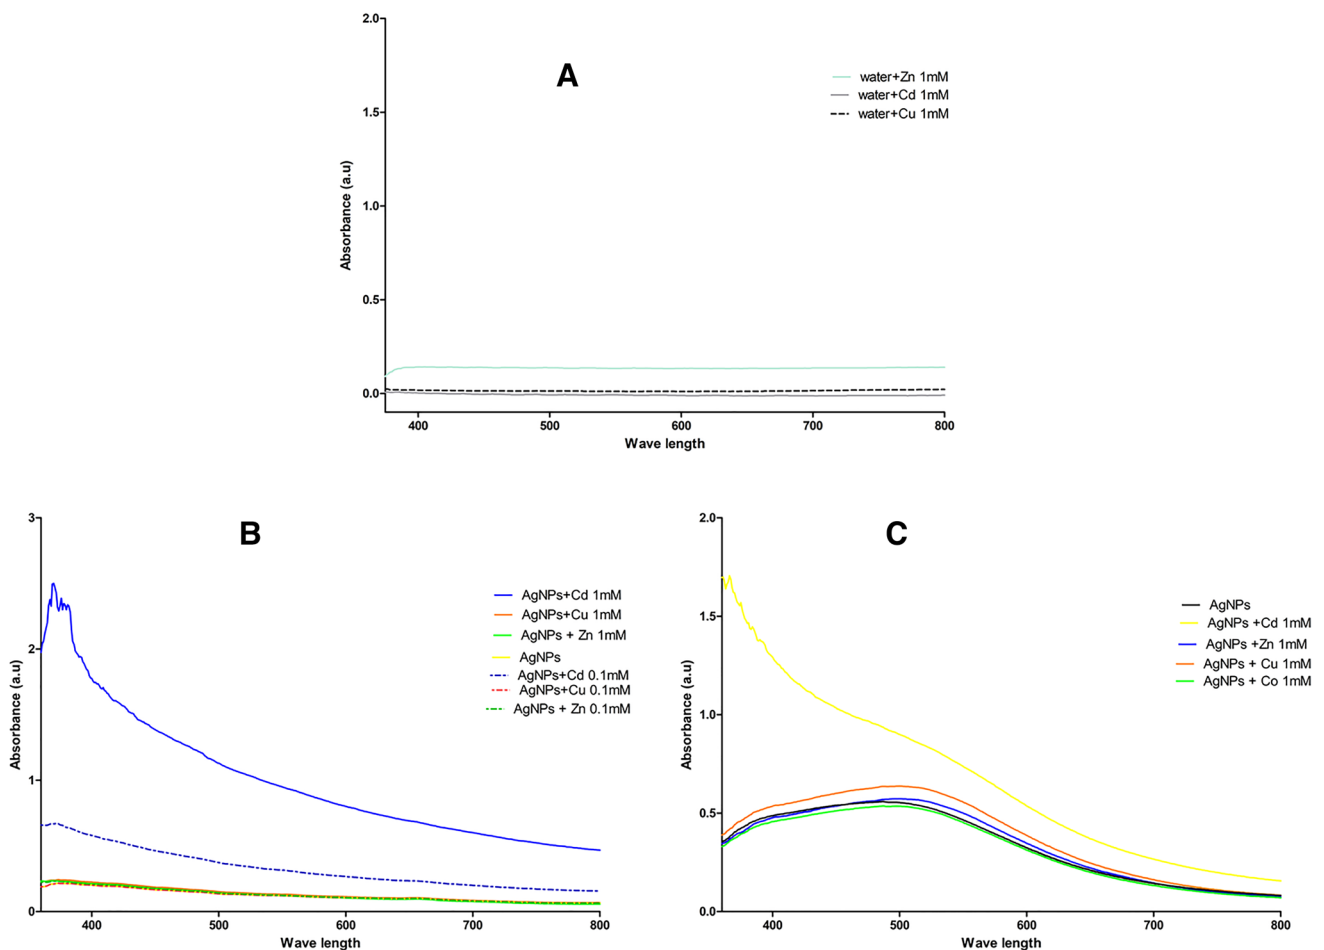 A
2.0
1.5
1.0
0.5
0.0
Absorbance (a.u)
400 500 600 700 800
Wave length
water+Zn 1mM
water+Cd 1mM
water+Cu 1mM
B
3
2
1
0
Absorbance (a.u)
400 500 600 700 800
Wave length
AgNPs+Cd 1mM
AgNPs+Cu 1mM
AgNPs + Zn 1mM
AgNPs
AgNPs+Cd 0.1mM
AgNPs+Cu 0.1mM
AgNPs + Zn 0.1mM
C
2.0
1.5
1.0
0.5
0.0
Absorbance (a.u)
400 500 600 700 800
Wave length
AgNPs
AgNPs +Cd 1mM
AgNPs +Zn 1mM
AgNPs + Cu 1mM
AgNPs + Co 1mM